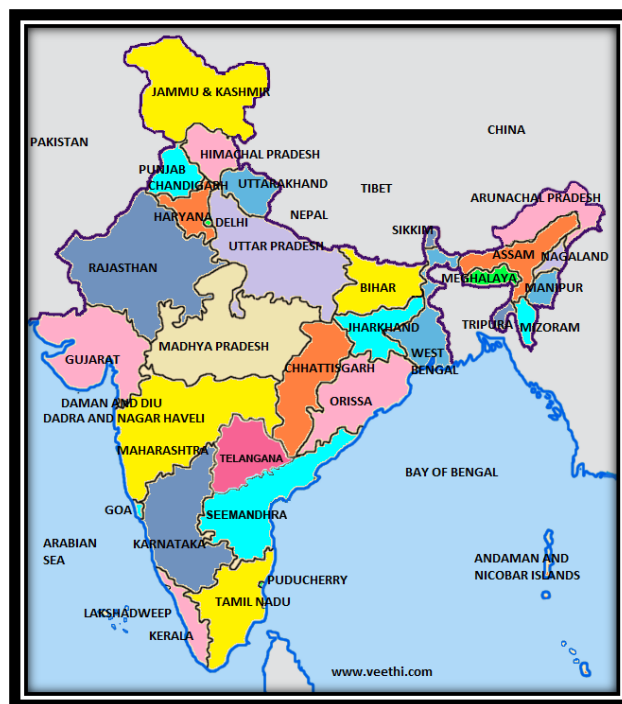 JAMMU & KASHMIR
CHINA
PAKISTAN
HIMACHAL PRADESH
PUNJAB
CHANDIGARH
UTTARAKHAND
TIBET
ARUNACHAL PRADESH
HARYANA
DELHI
NEPAL
SIKKIM
UTTAR PRADESH
ASSAM
NAGALAND
RAJASTHAN
MEGHALAYA
BIHAR
MANIPUR
TRIPURA
MIZORAM
JHARKHAND
MADHYA PRADESH
GUJARAT
WEST
BENGAL
CHHATTISGARH
ORISSA
DAMAN AND DIU
DADRA AND NAGAR HAVELI
MAHARASHTRA
TELANGANA
BAY OF BENGAL
GOA
SEEMANDHRA
ARABIAN
SEA
KARNATAKA
ANDAMAN AND
NICOBAR ISLANDS
PUDUCHERRY
TAMIL NADU
LAKSHADWEEP
KERALA
www.veethi.com